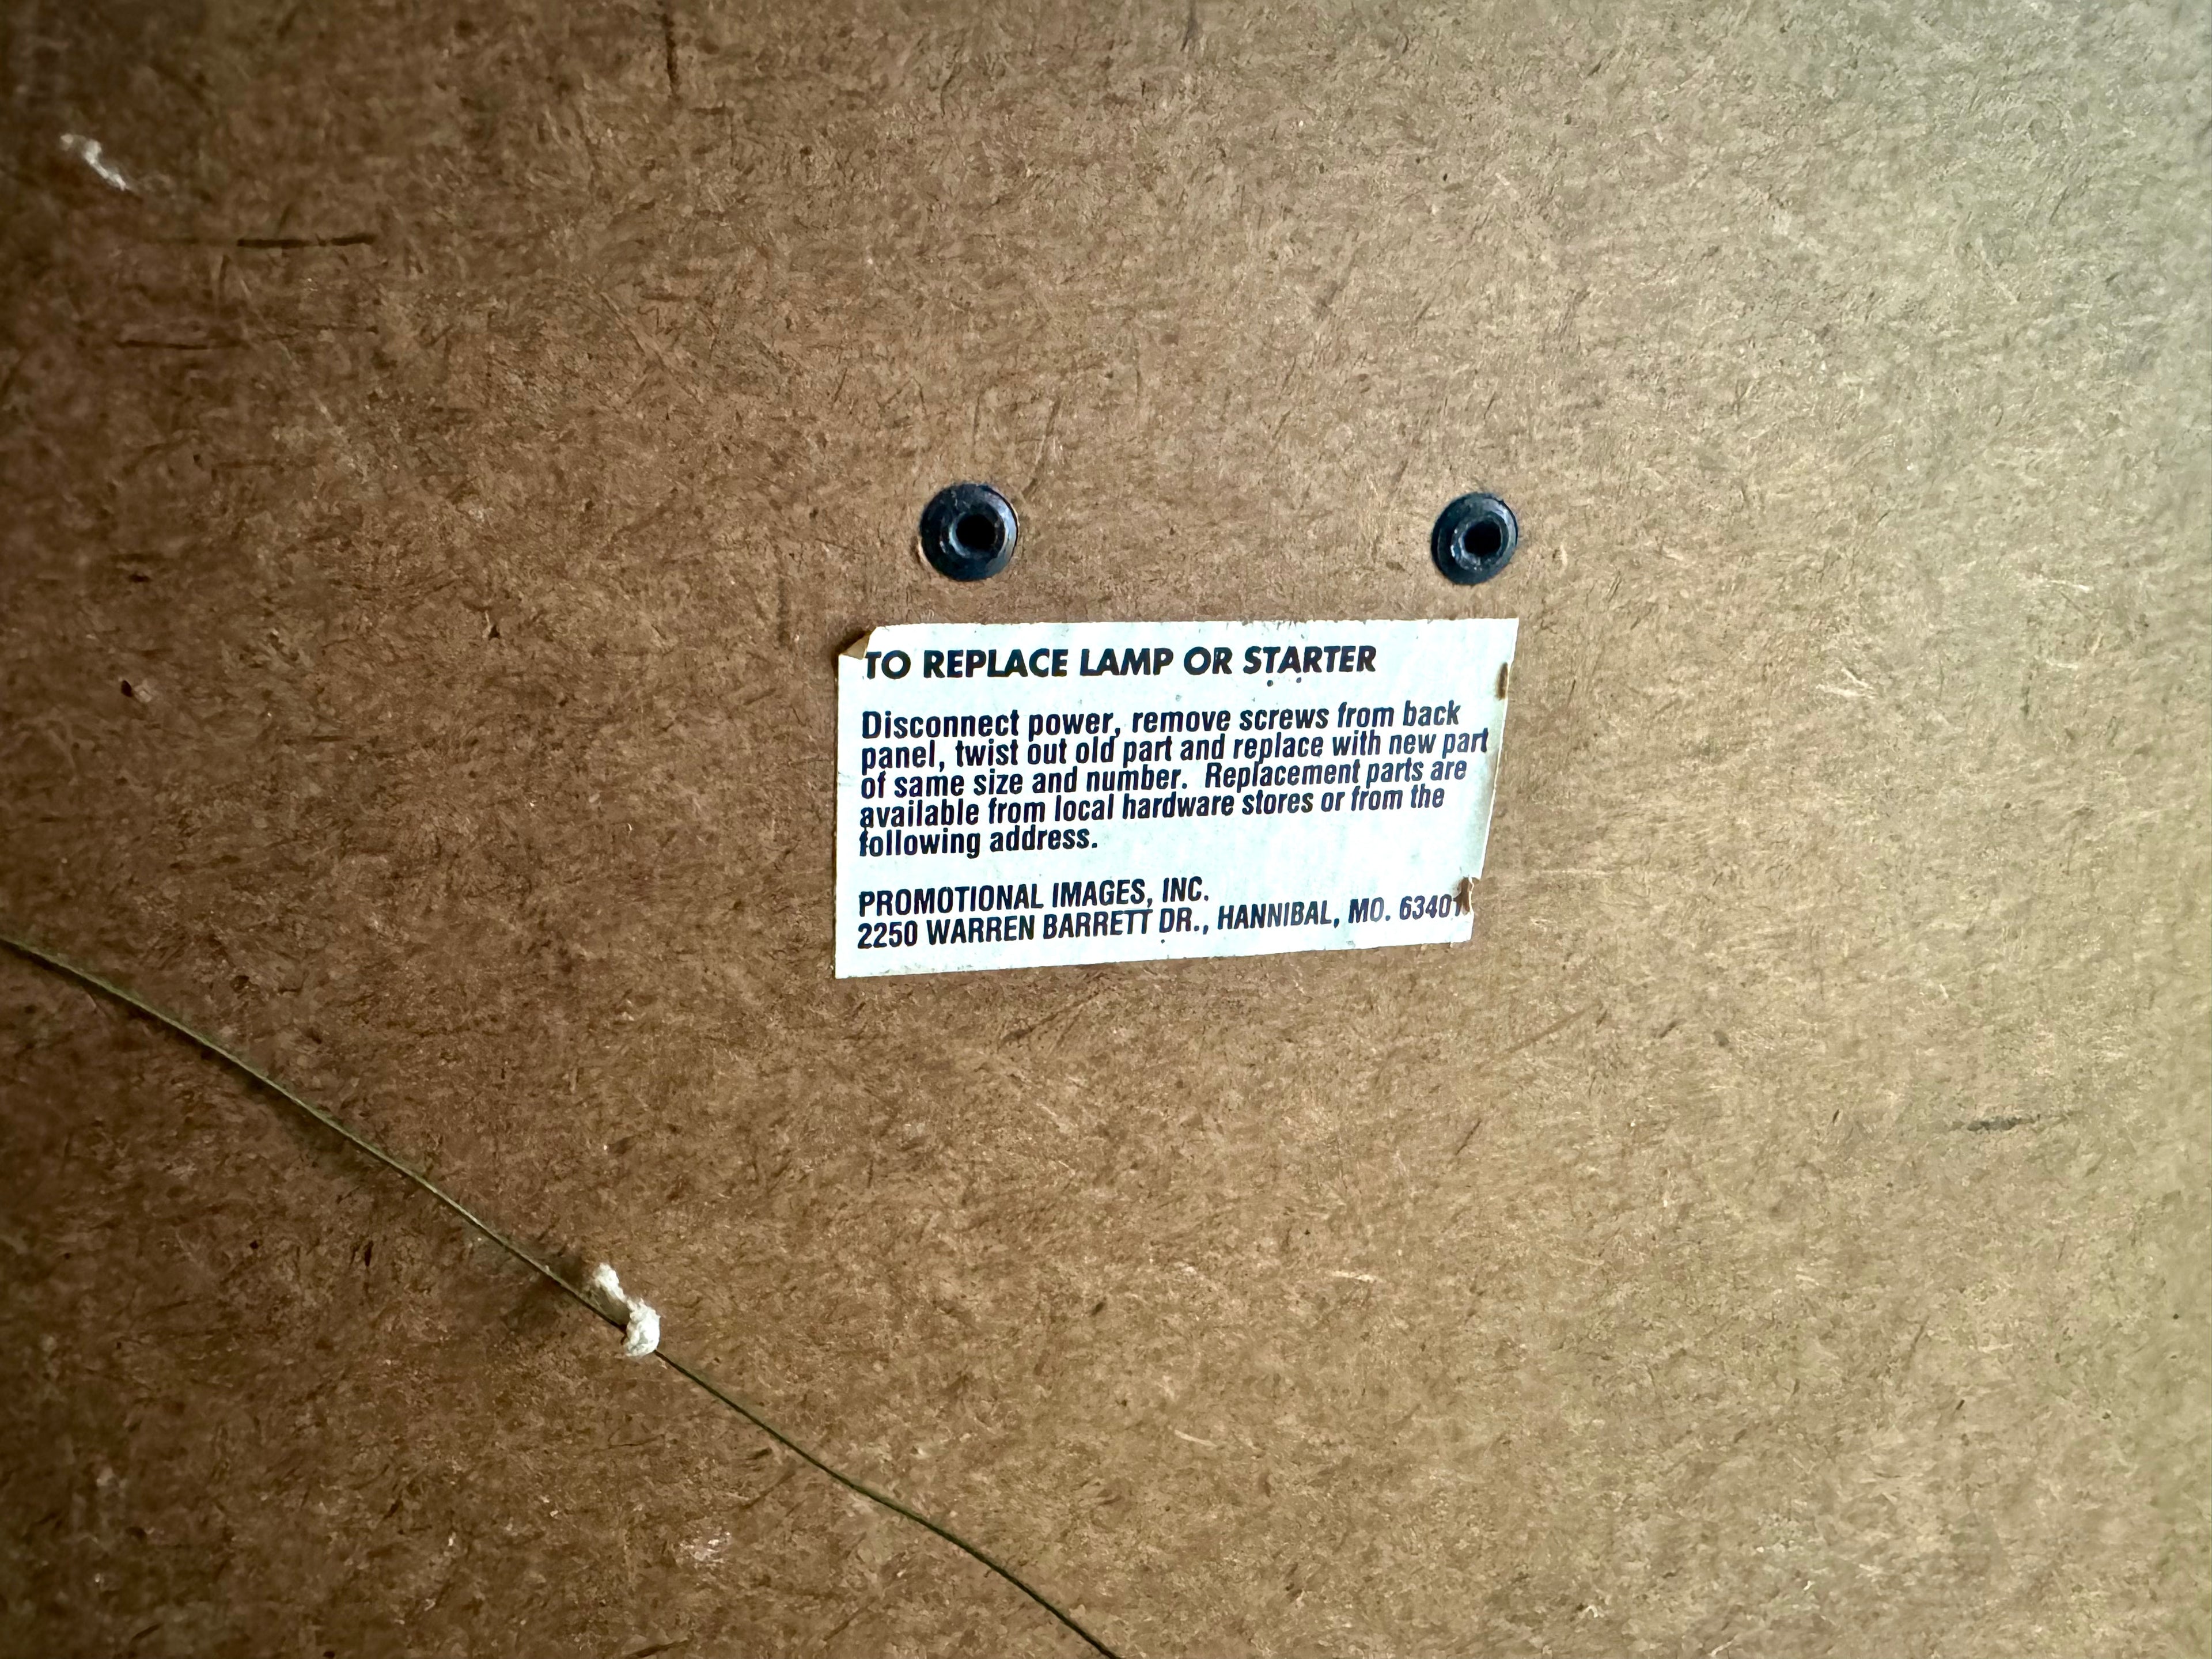 TO REPLACE LAMP OR STARTER
Disconnect power, remove screws from back
panel, twist out old part and replace with new part
of same size and number. Replacement parts are
available from local hardware stores or from the
following address.
PROMOTIONAL IMAGES, INC.
2250 WARREN BARRETT DR., HANNIBAL, MO. 63401